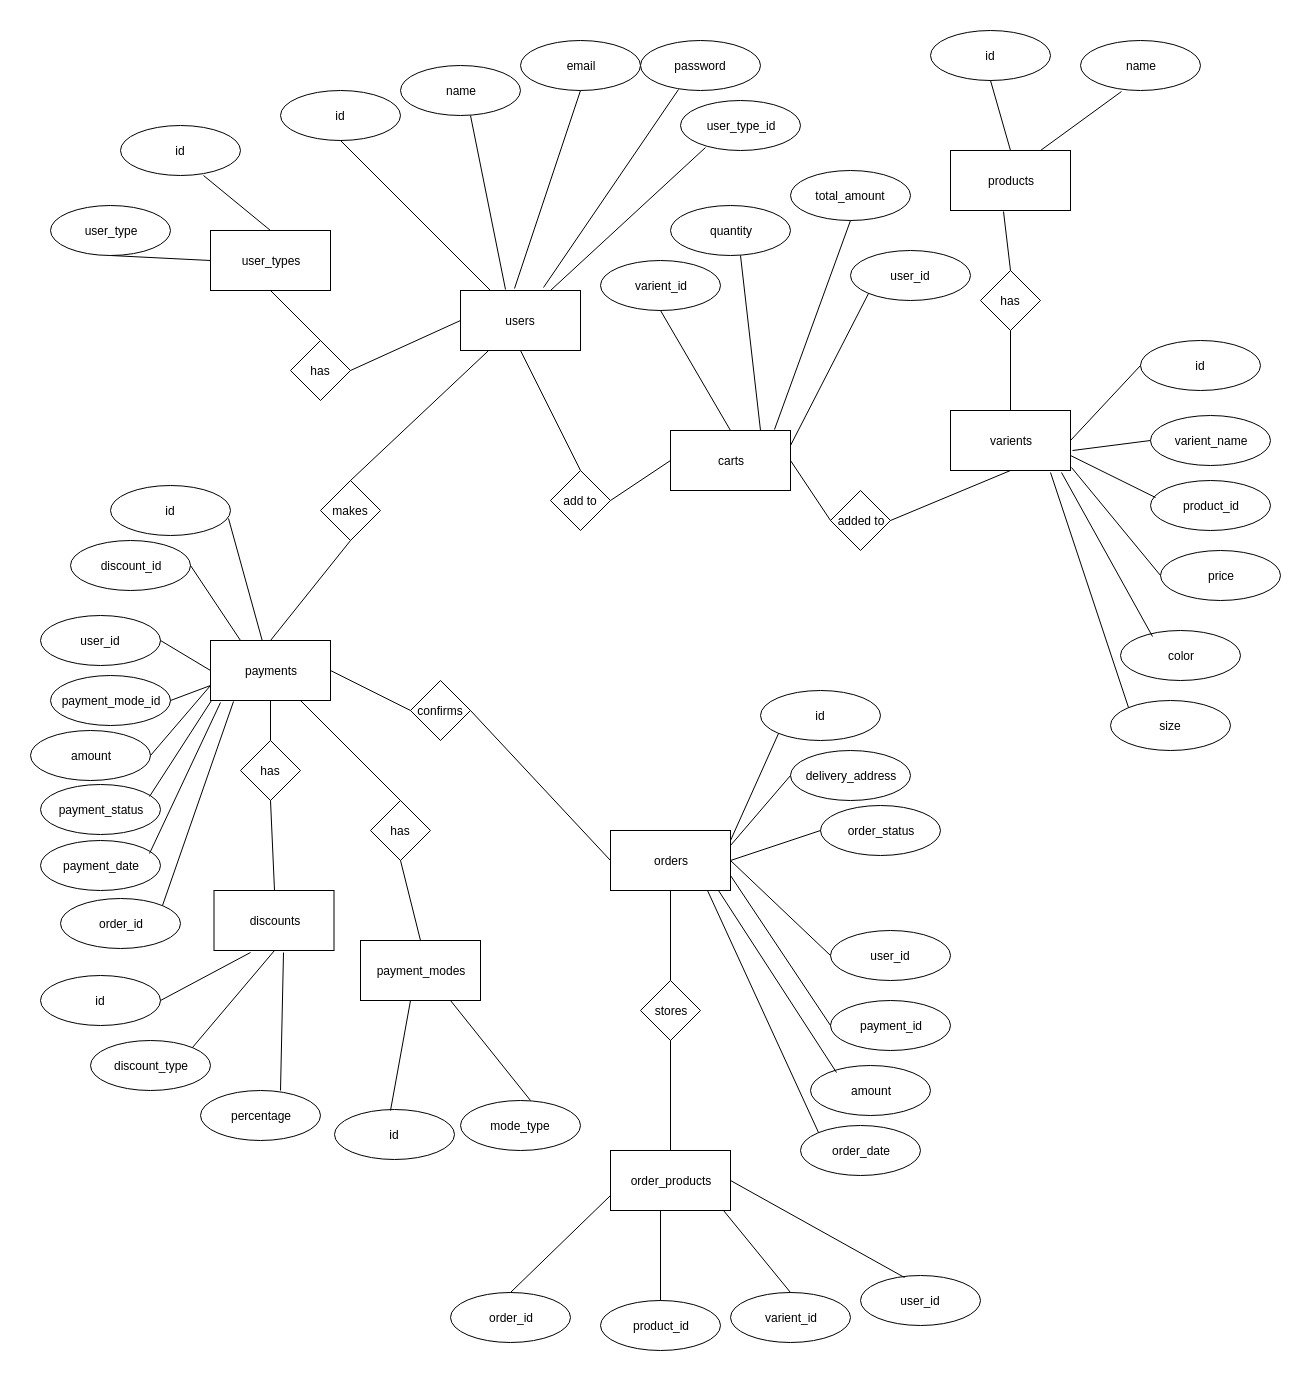 id
name
email
password
id
name
id
user_type_id
id
products
total_amount
user_type
quantity
user_types
varient_id
user_id
users
has
has
id
varient_name
carts
varients
add to
makes
added to
product_id
id
discount_id
price
user_id
color
payments
payment_mode_id
confirms
id
size
amount
has
delivery_address
payment_status
has
order_status
payment_date
orders
order_id
discounts
user_id
payment_modes
id
stores
payment_id
discount_type
amount
percentage
id
mode_type
order_date
order_products
order_id
product_id
varient_id
user_id